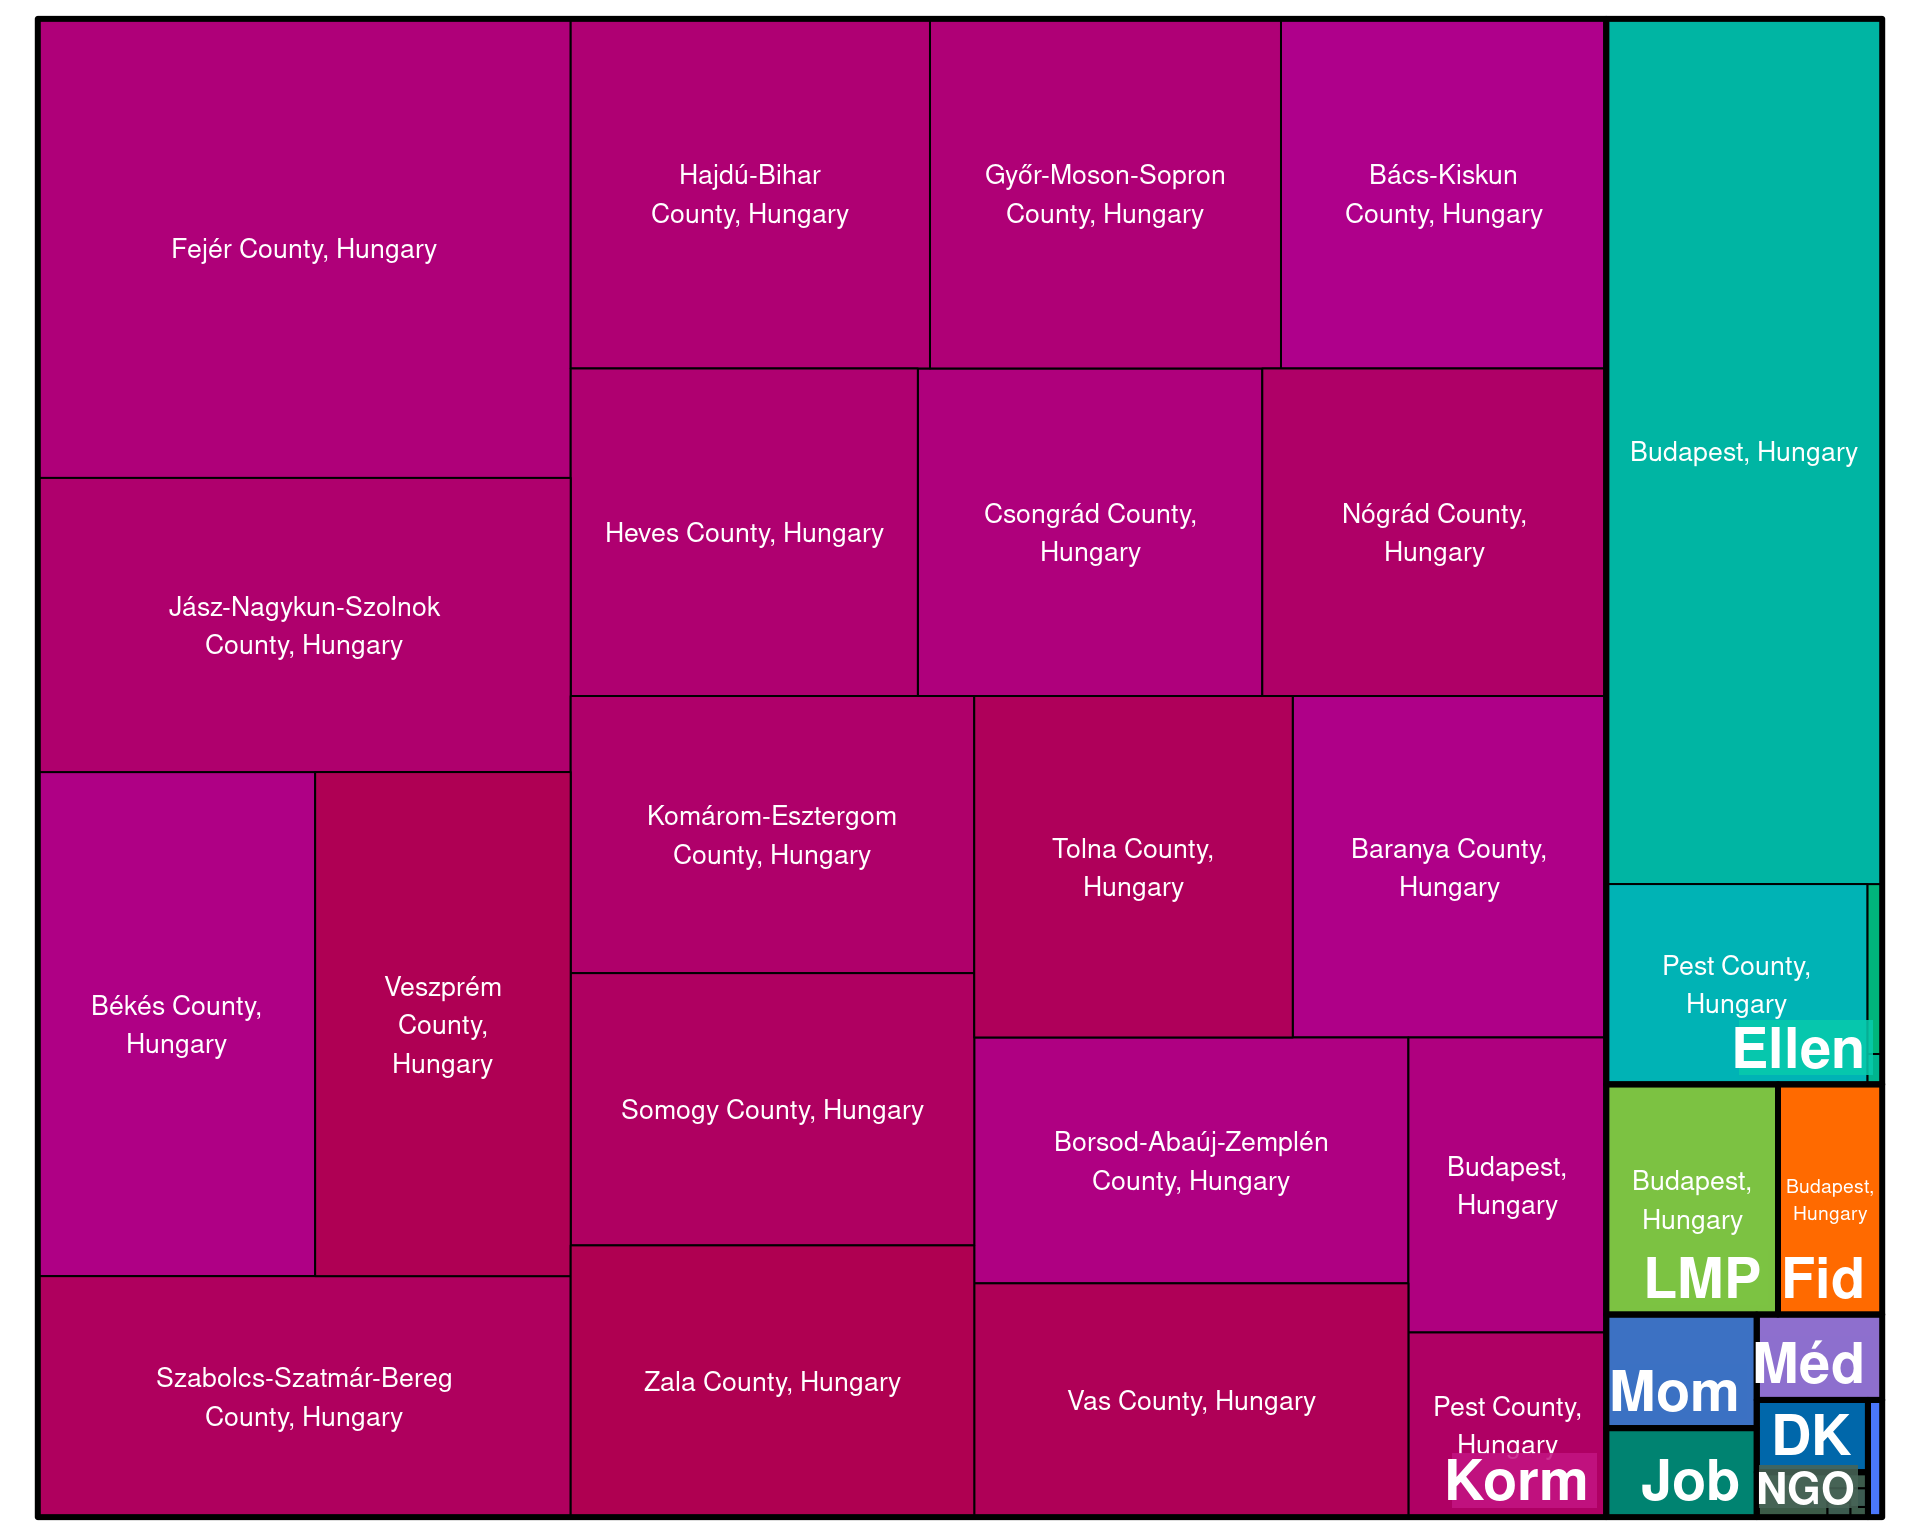 Fejér County, Hungary
Hajdú-Bihar
County, Hungary
Győr-Moson-Sopron
County, Hungary
Bács-Kiskun
County, Hungary
Budapest, Hungary
Jász-Nagykun-Szolnok
County, Hungary
Heves County, Hungary
Csongrád County,
Hungary
Nógrád County,
Hungary
Békés County,
Hungary
Veszprém
County,
Hungary
Komárom-Esztergom
County, Hungary
Tolna County,
Hungary
Baranya County,
Hungary
Pest County,
Hungary
Ellen
Somogy County, Hungary
Borsod-Abaúj-Zemplén
County, Hungary
Budapest,
Hungary
Budapest,
Hungary
LMP
Budapest,
Hungary
Fid
Szabolcs-Szatmár-Bereg
County, Hungary
Zala County, Hungary
Vas County, Hungary
Pest County,
Hungary
Korm
Mom
Méd
Job
DK
NGO